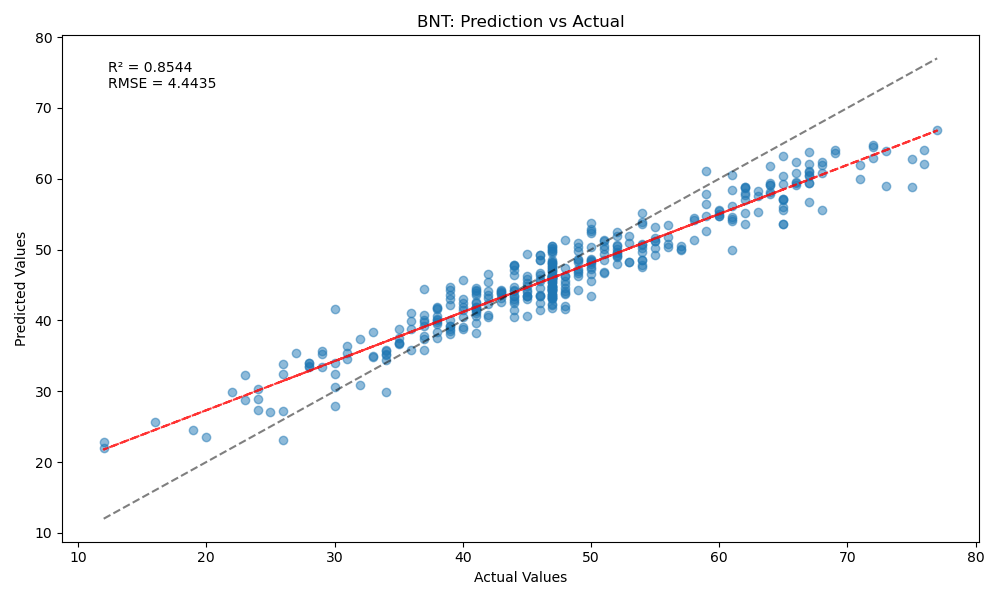 BNT: Prediction vs Actual
R² = 0.8544
RMSE = 4.4435
80
70
60
50
40
30
20
10
Predicted Values
10 20 30 40 50 60 70 80
Actual Values